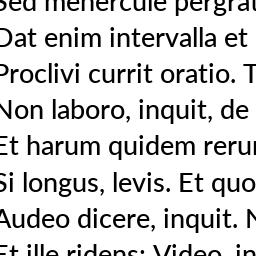 Sed mehercule pergrat
Dat enim intervalla et
Proclivi currit oratio. T
Non laboro, inquit, de
Et harum quidem rerur
Si longus, levis. Et quo
Audeo dicere, inquit. N
Et ille ridens: Video, in